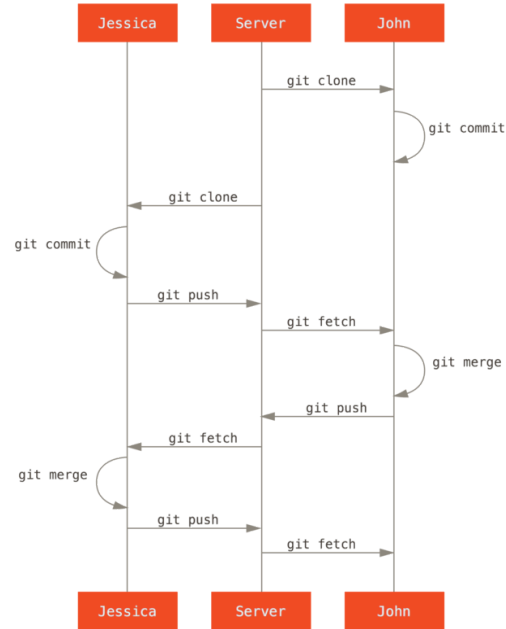 Jessica
Server
John
git clone
git commit
git clone
git commit
git push
git fetch
git merge
git push
git fetch
git merge
git push
git fetch
Jessica
Server
John